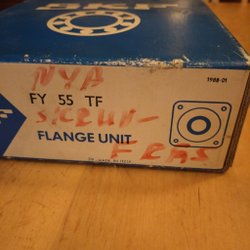 SKF
NYA
1988-01
FY 55 TF
SKRUV-
FLANGE UNIT
FRÄS